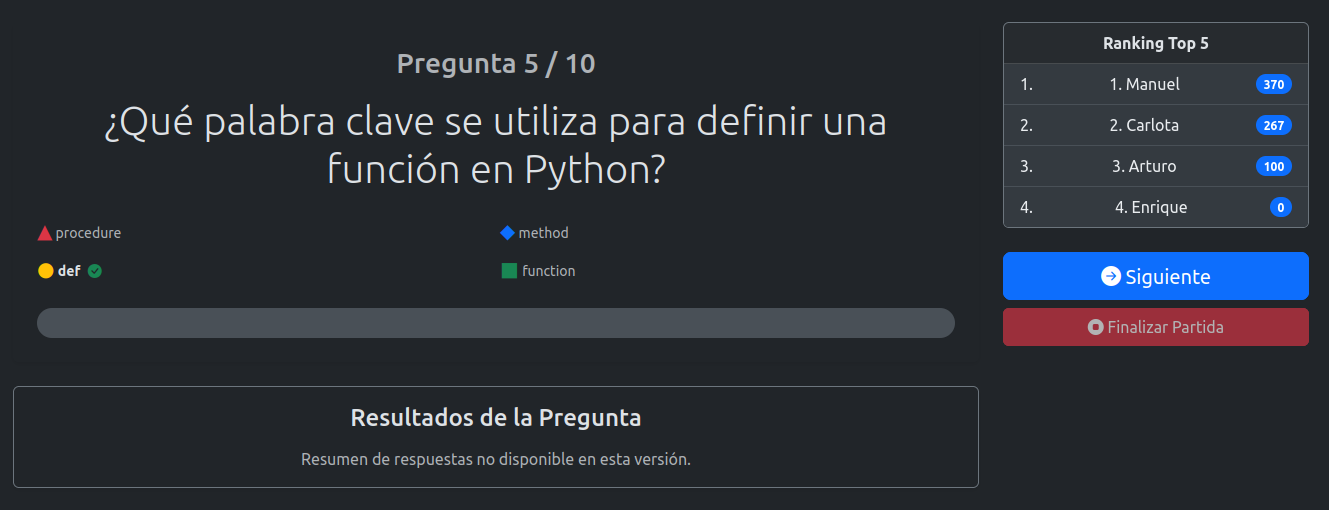 Pregunta 5 / 10
¿Qué palabra clave se utiliza para definir una
función en Python?
procedure
method
def
function
Resultados de la Pregunta
Resumen de respuestas no disponible en esta versión.
Ranking Top 5
1. 1. Manuel 370
2. 2. Carlota 267
3. 3. Arturo 100
4. 4. Enrique 0
Siguiente
Finalizar Partida